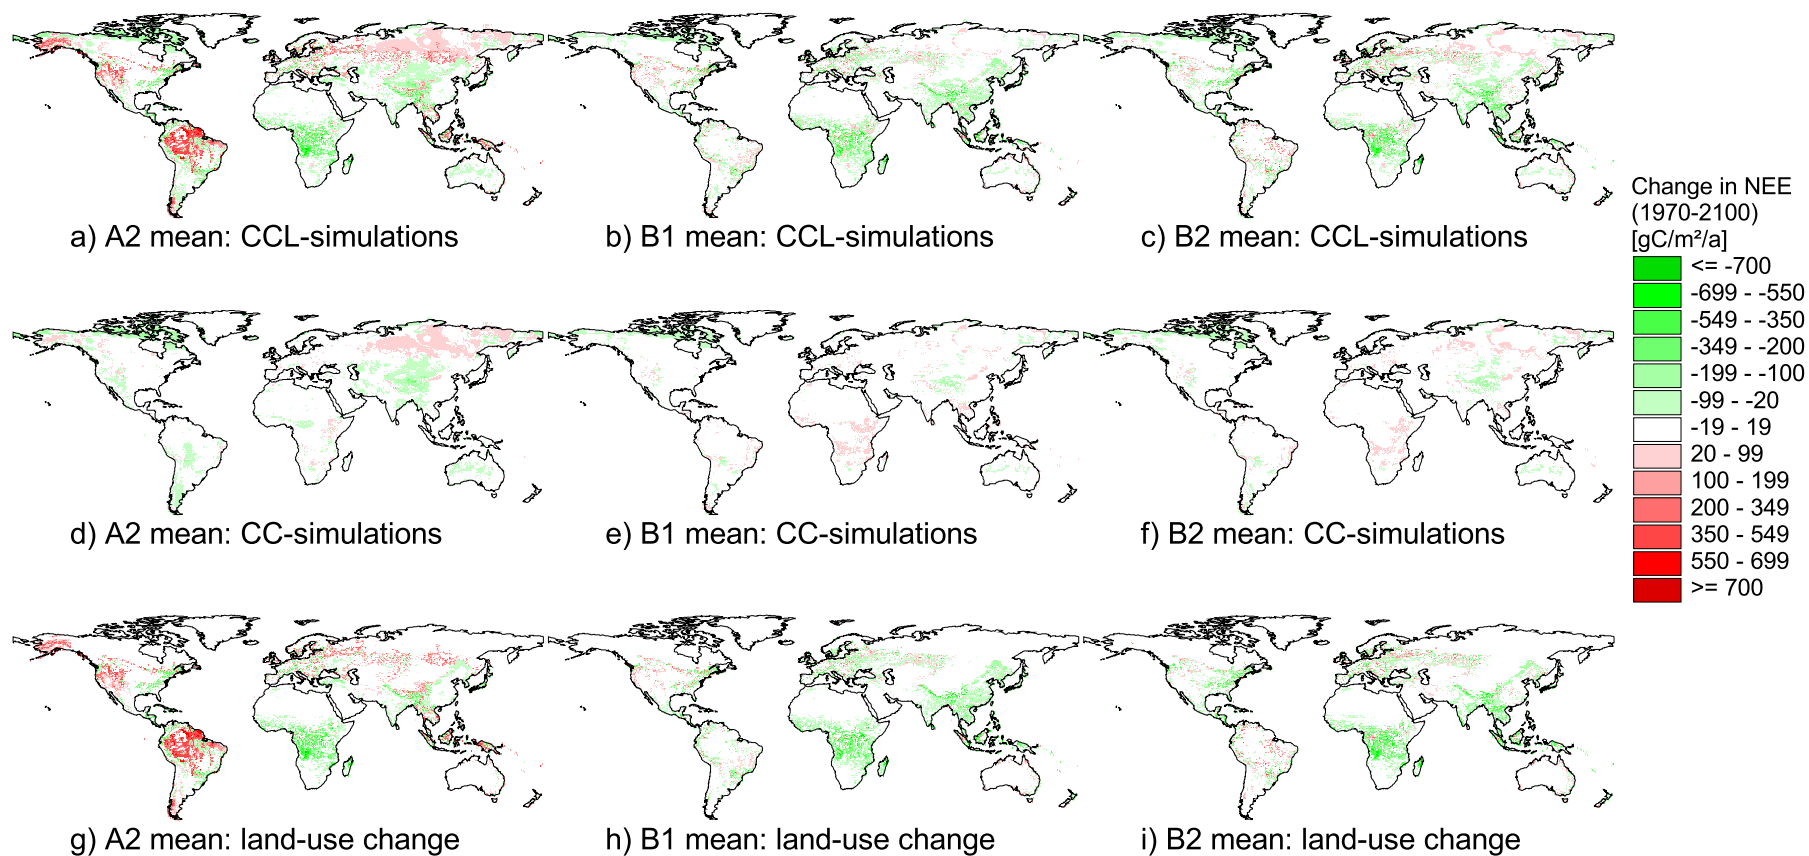 a) A2 mean: CCL-simulations
b) B1 mean: CCL-simulations
c) B2 mean: CCL-simulations
d) A2 mean: CC-simulations
e) B1 mean: CC-simulations
f) B2 mean: CC-simulations
g) A2 mean: land-use change
h) B1 mean: land-use change
i) B2 mean: land-use change
Change in NEE
(1970-2100)
[gC/m²/a]
<= -700
-699 - -550
-549 - -350
-349 - -200
-199 - -100
-99 - -20
-19 - 19
20 - 99
100 - 199
200 - 349
350 - 549
550 - 699
>= 700